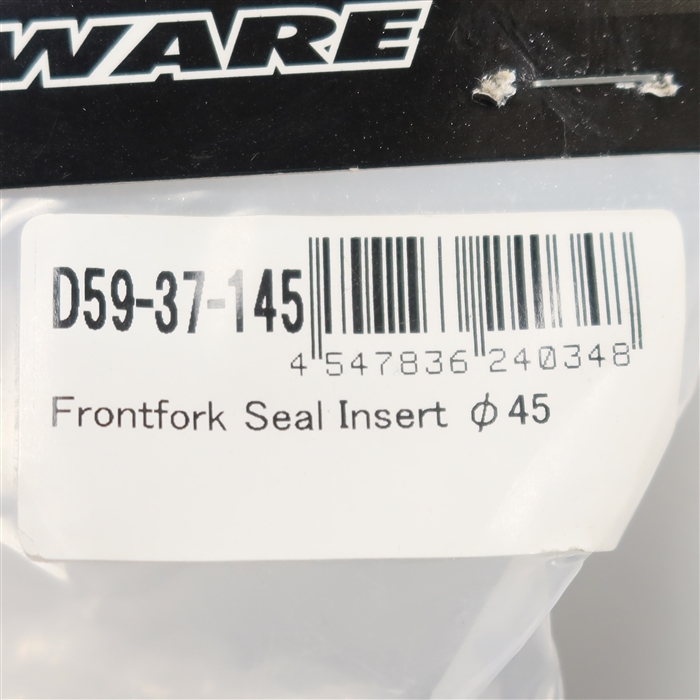 WARE
D59-37-145
4 547836 240348
Frontfork Seal Insert φ45